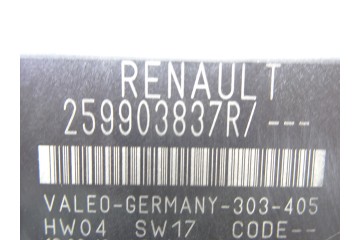 RENAULT
259903837R/---
VALEO-GERMANY-303-405
HW04 SW17 CODE--